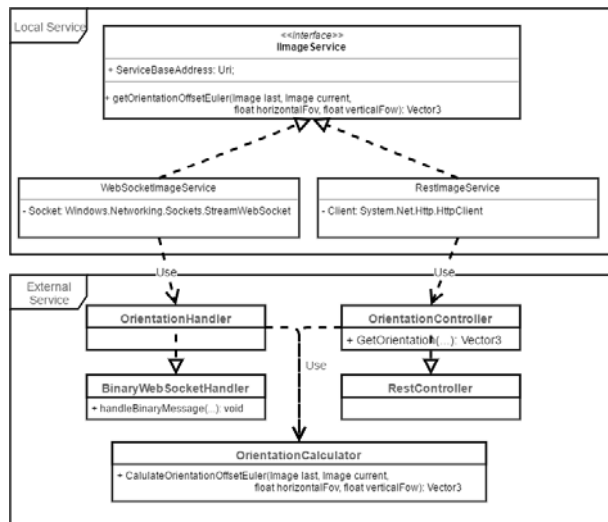 Local Service
<<Interface>>
IImageService
+ ServiceBaseAddress: Uri;
+ getOrientationOffsetEuler(Image last, Image current,
float horizontalFov, float verticalFow): Vector3
WebSocketImageService
- Socket: Windows.Networking.Sockets.StreamWebSocket
RestImageService
- Client: System.Net.Http.HttpClient
Use
Use
External
Service
OrientationHandler
OrientationController
+ GetOrientation(...): Vector3
Use
BinaryWebSocketHandler
+ handleBinaryMessage(...): void
RestController
OrientationCalculator
+ CalulateOrientationOffsetEuler(Image last, Image current,
float horizontalFov, float verticalFow): Vector3